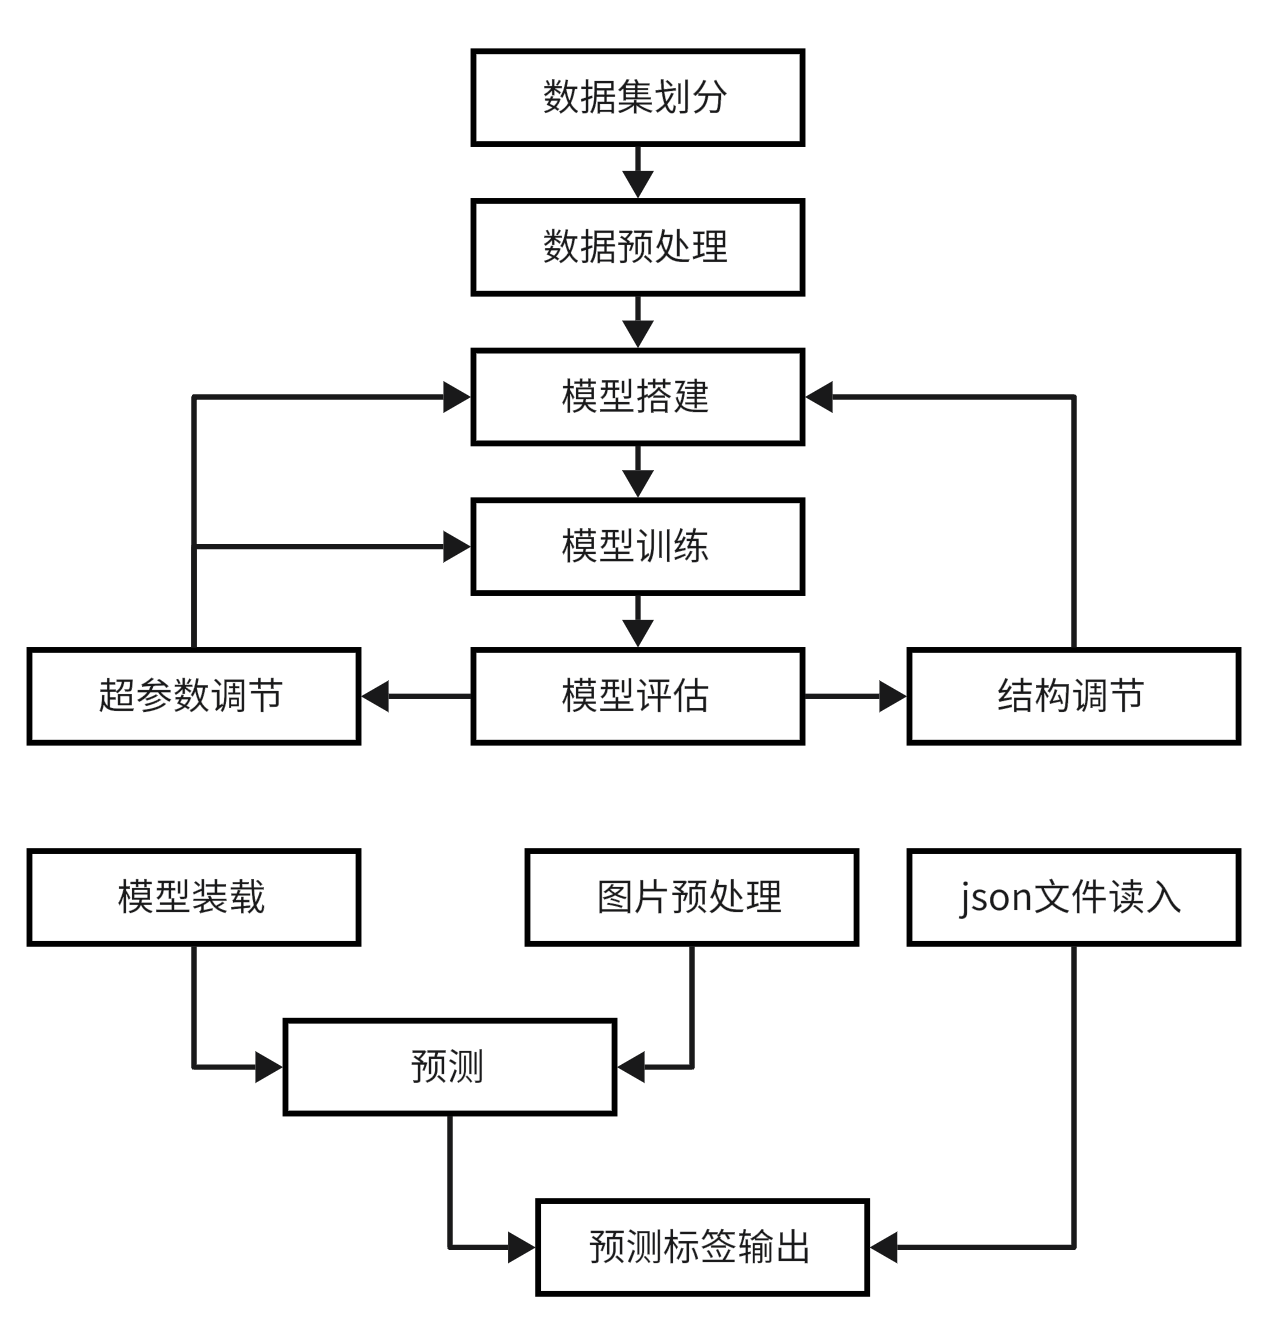 数据集划分
数据预处理
模型搭建
模型训练
超参数调节
模型评估
结构调节
模型装载
图片预处理
json文件读入
预测
预测标签输出